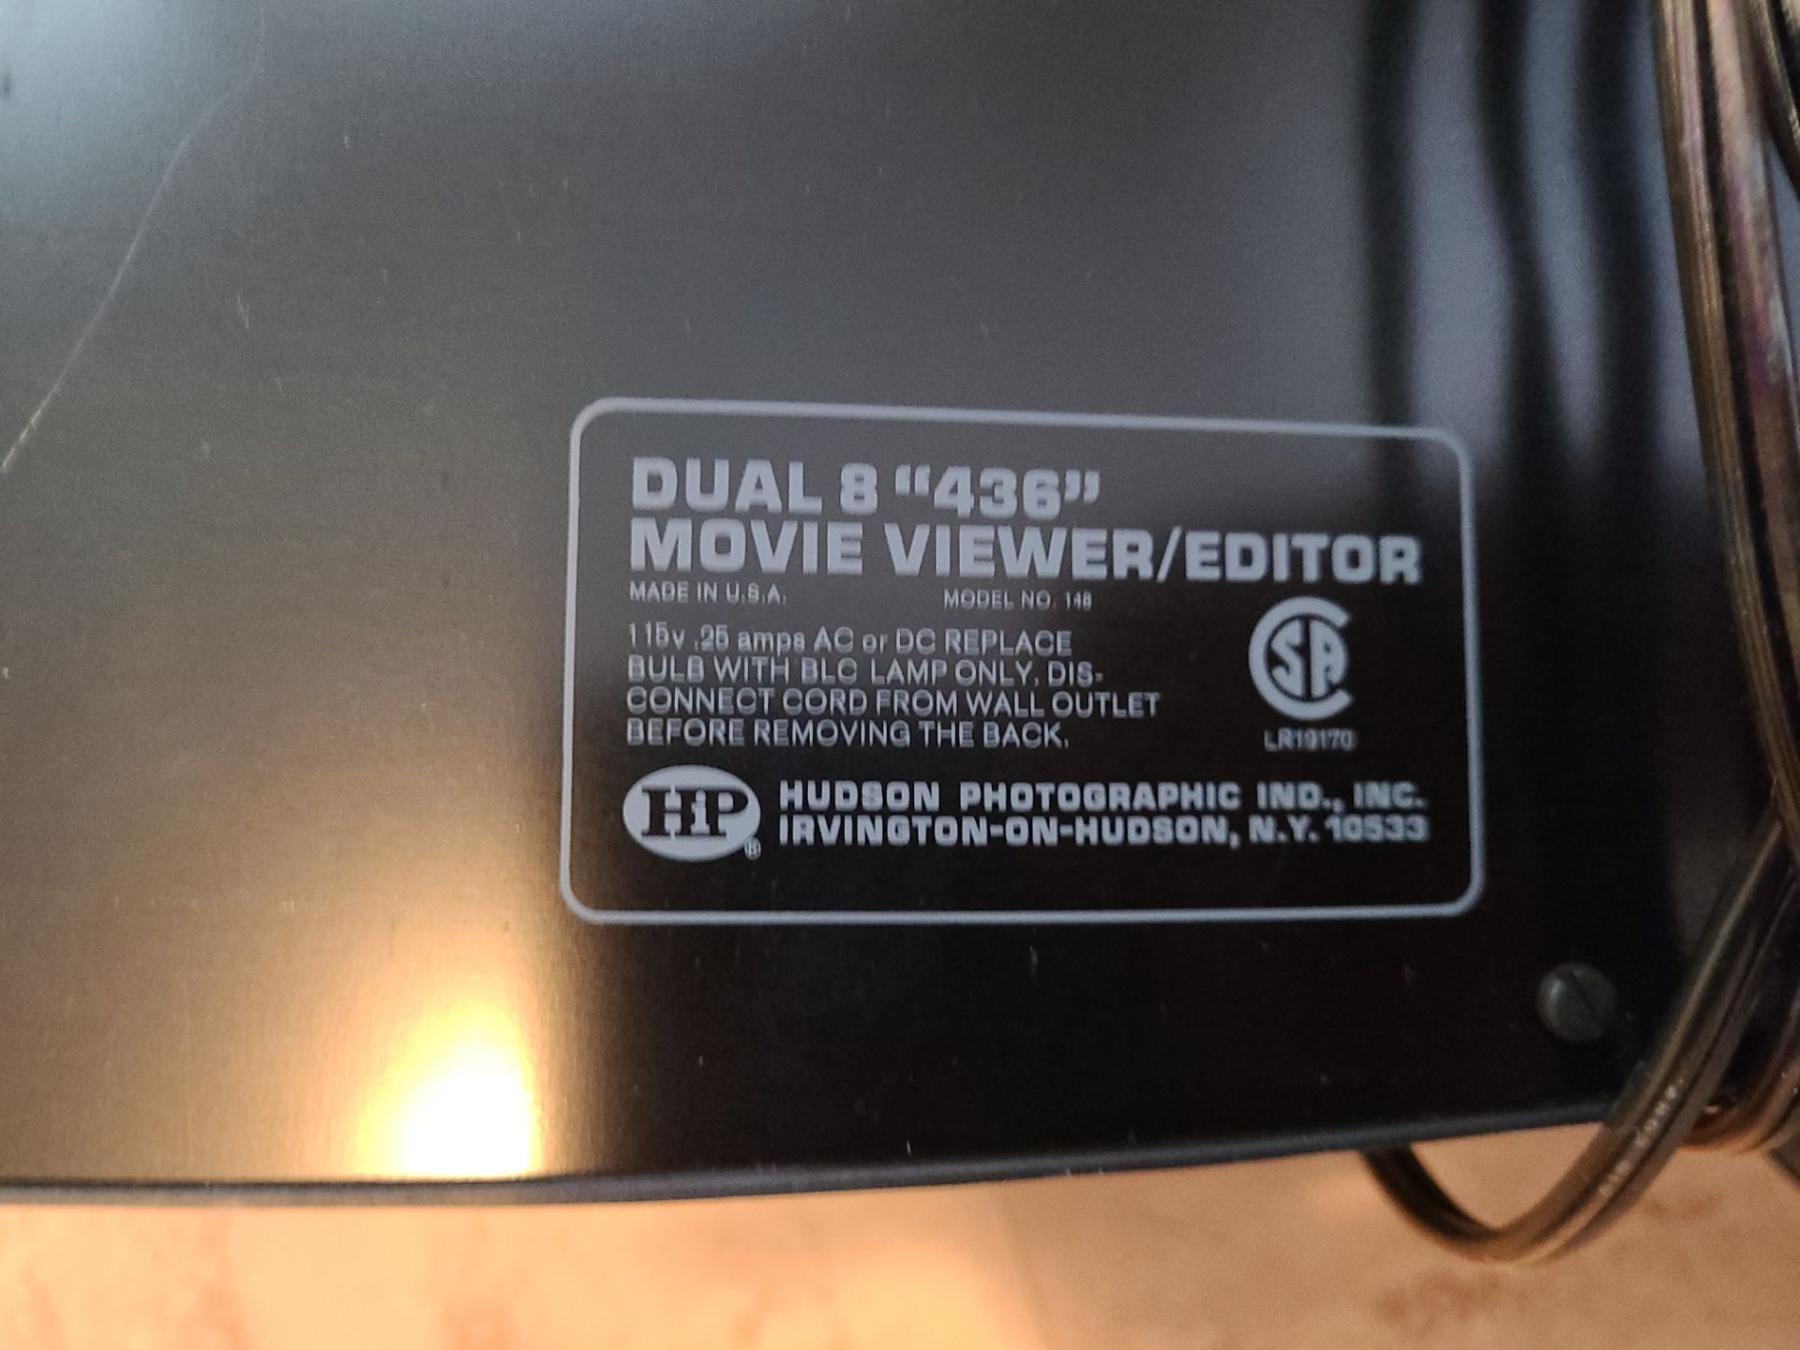 DUAL 8 “436”
MOVIE VIEWER/EDITOR
MADE IN U.S.A. MODEL NO. 148
115v .25 amps AC or DC REPLACE
BULB WITH BLC LAMP ONLY, DIS-
CONNECT CORD FROM WALL OUTLET
BEFORE REMOVING THE BACK.
CSA
LR19170
HiP ®
HUDSON PHOTOGRAPHIC IND., INC.
IRVINGTON-ON-HUDSON, N.Y. 10533